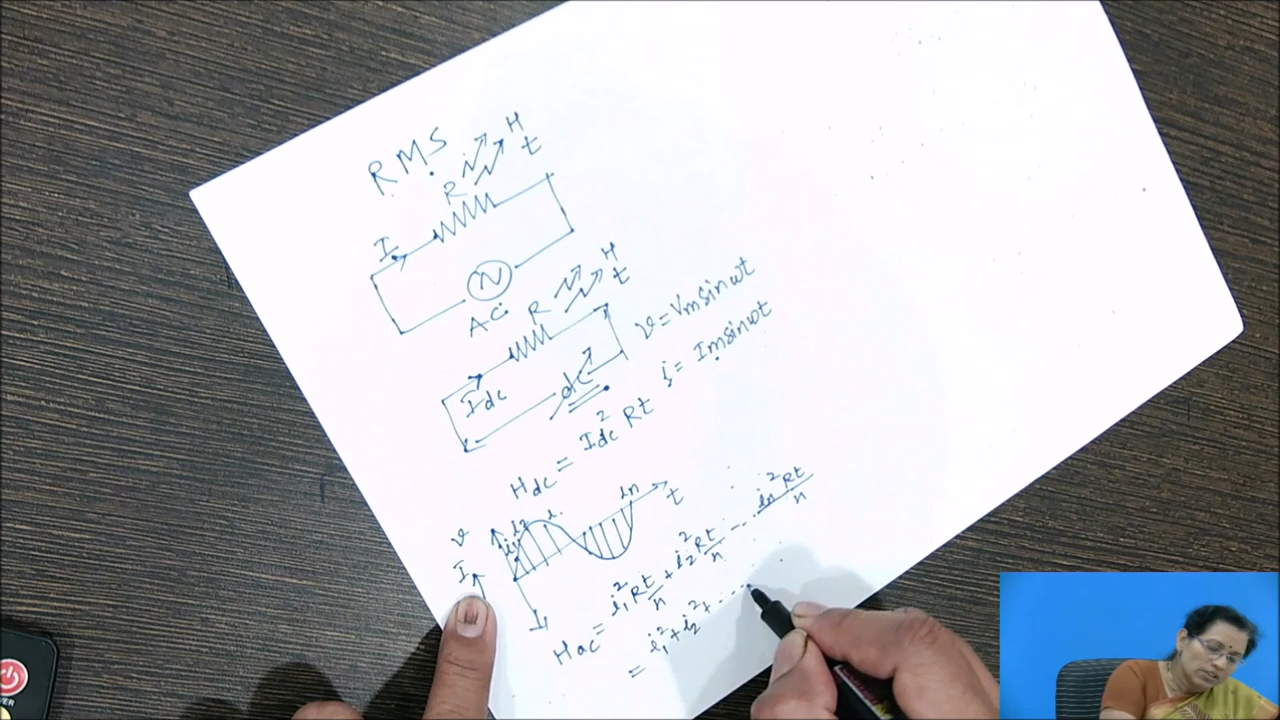 RMS
R H
t
I
AC
R H
t
Idc
dc
v = Vm sin ωt
i = Im sin ωt
Hdc = I²dc Rt
v
I
i1 i2 in t
Hac = i1² Rt/n + i2² Rt/n - - ... in² Rt/n
= i1² + i2² + ....